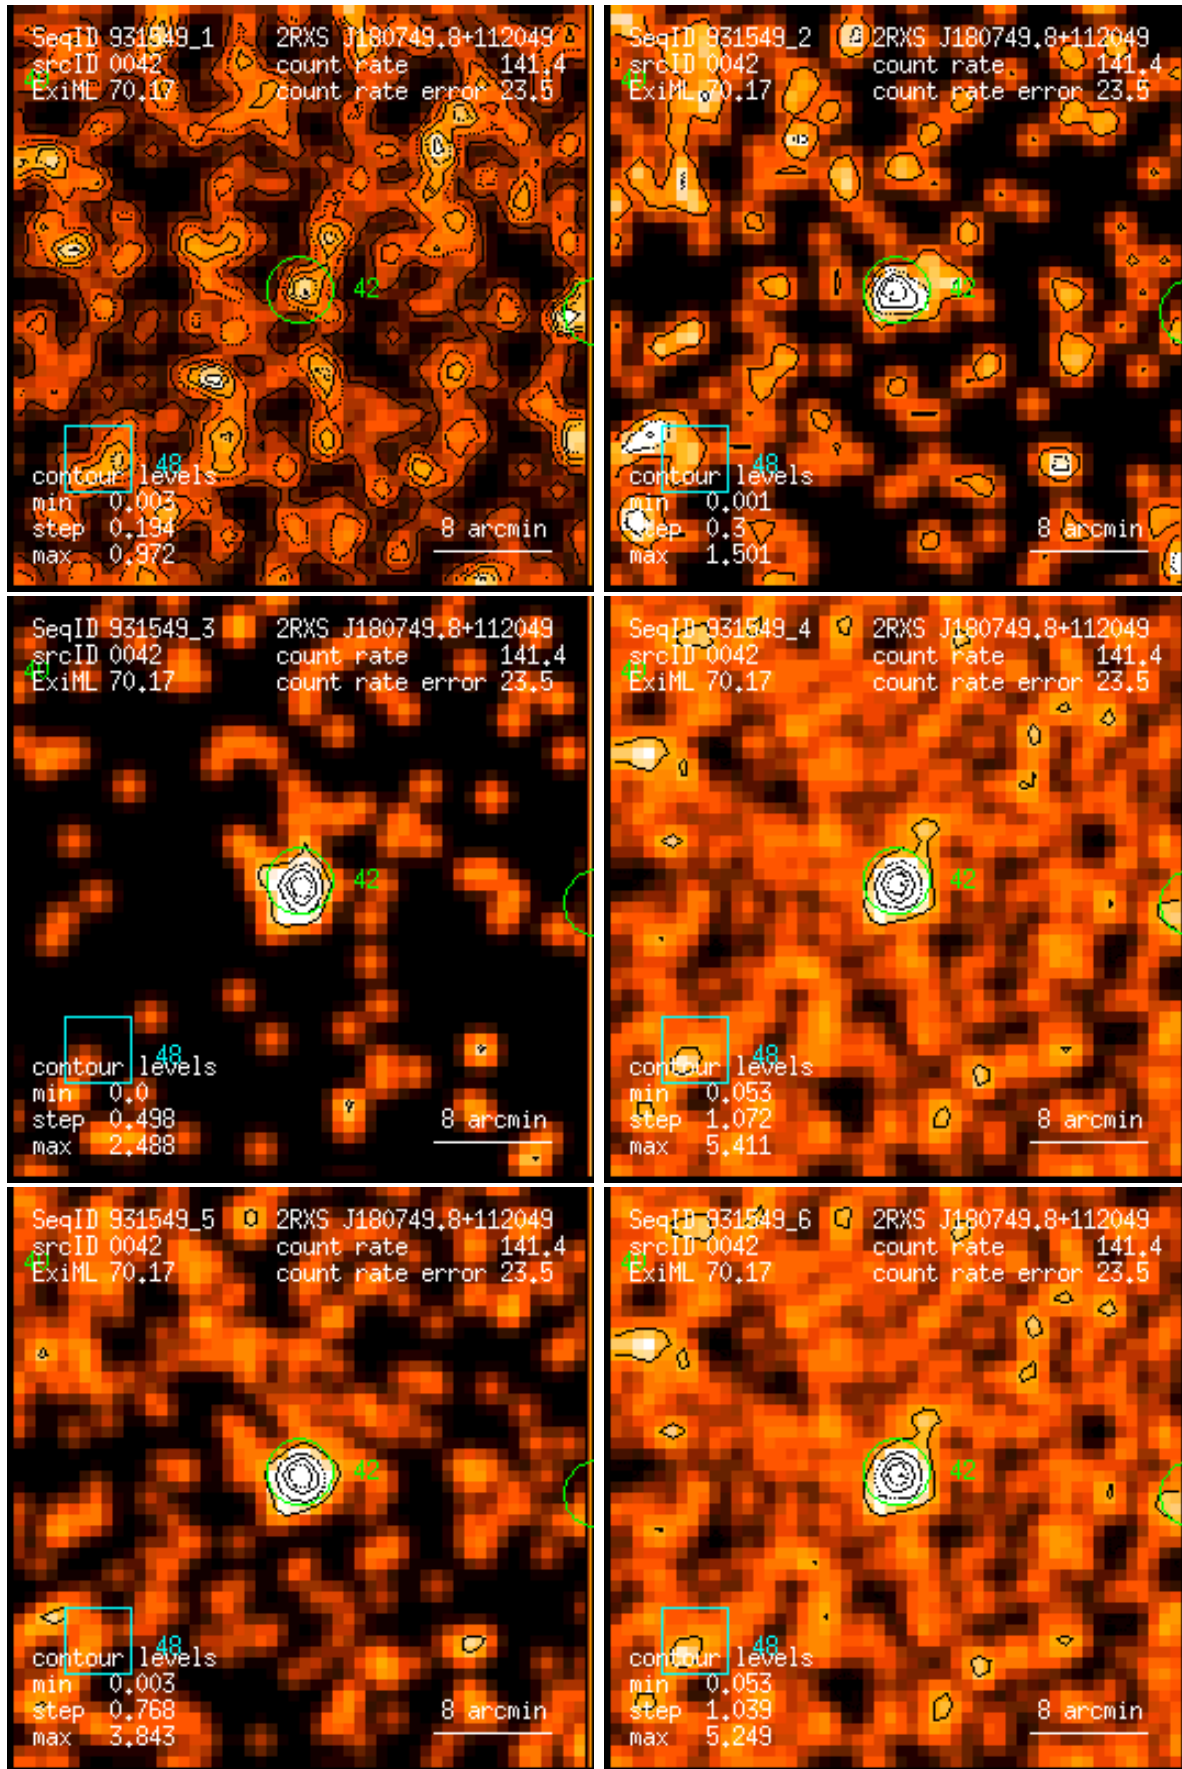 SeqID 931549_1 2RXS J180749.8+112049
srcID 0042 count rate 141.4
40
ExiML 70.17 count rate error 23.5
42
48
contour levels
min 0.003
step 0.194 8 arcmin
max 0.972
SeqID 931549_2 2RXS J180749.8+112049
srcID 0042 count rate 141.4
40
ExiML 70.17 count rate error 23.5
42
48
contour levels
min 0.001
step 0.3 8 arcmin
max 1.501
SeqID 931549_3 2RXS J180749.8+112049
srcID 0042 count rate 141.4
40
ExiML 70.17 count rate error 23.5
42
48
contour levels
min 0.0
step 0.498 8 arcmin
max 2.488
SeqID 931549_4 2RXS J180749.8+112049
srcID 0042 count rate 141.4
40
ExiML 70.17 count rate error 23.5
42
48
contour levels
min 0.053
step 1.072 8 arcmin
max 5.411
SeqID 931549_5 2RXS J180749.8+112049
srcID 0042 count rate 141.4
40
ExiML 70.17 count rate error 23.5
42
48
contour levels
min 0.003
step 0.768 8 arcmin
max 3.843
SeqID 931549_6 2RXS J180749.8+112049
srcID 0042 count rate 141.4
40
ExiML 70.17 count rate error 23.5
42
48
contour levels
min 0.053
step 1.039 8 arcmin
max 5.249